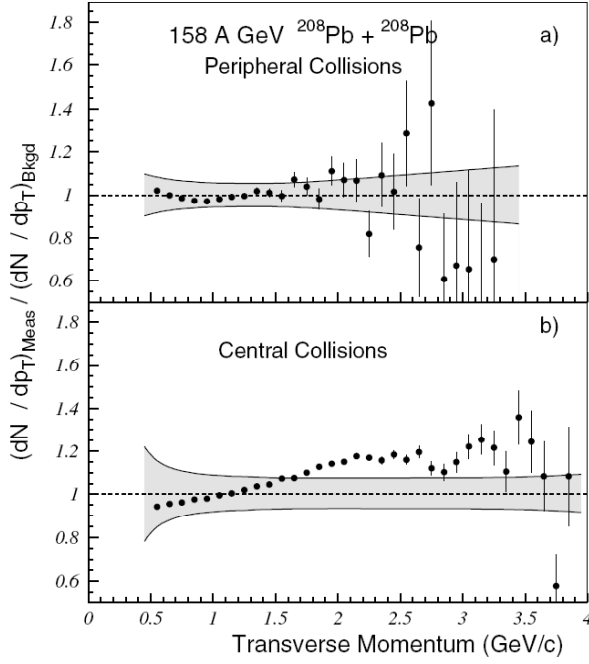 1.8
158 A GeV ²⁰⁸Pb + ²⁰⁸Pb
a)
Peripheral Collisions
1.6
1.4
1.2
1
0.8
0.6
(dN / dp_T)_Meas / (dN / dp_T)_Bkgd
1.8
b)
Central Collisions
1.6
1.4
1.2
1
0.8
0.6
0 0.5 1 1.5 2 2.5 3 3.5 4
Transverse Momentum (GeV/c)